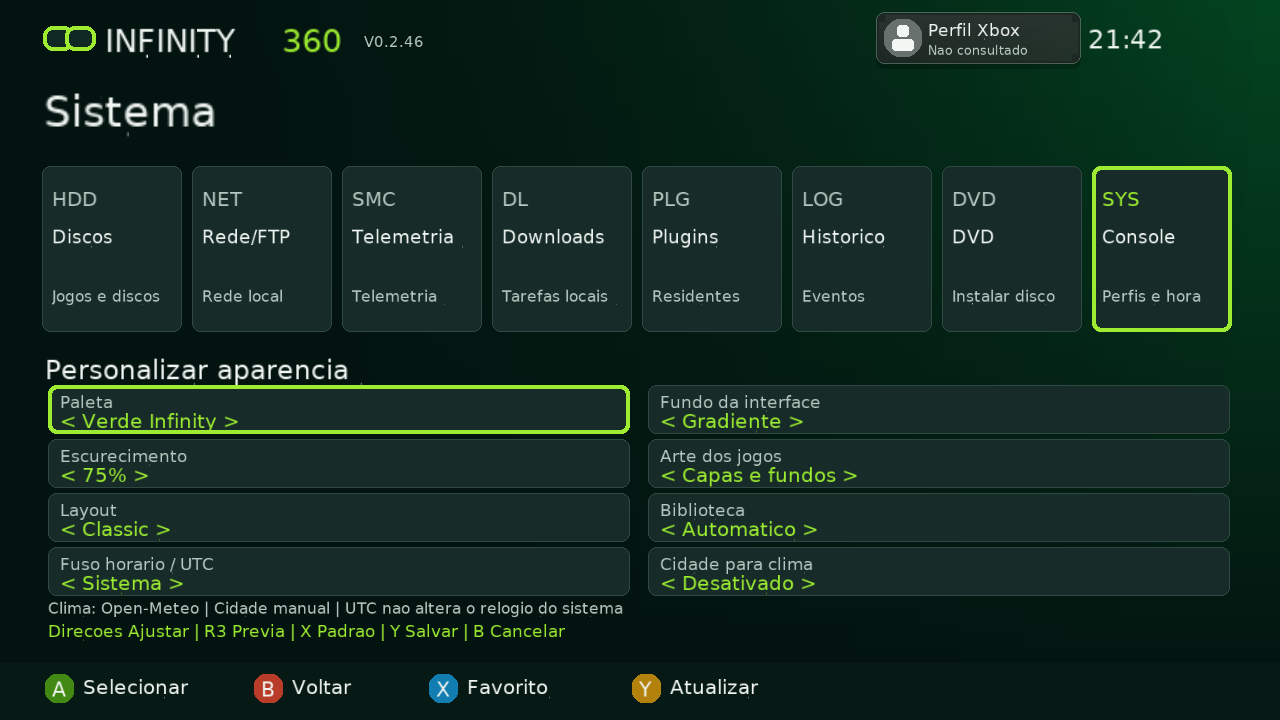 INFINITY 360 V0.2.46
Perfil Xbox
Nao consultado
21:42
Sistema
HDD
Discos
Jogos e discos
NET
Rede/FTP
Rede local
SMC
Telemetria
Telemetria
DL
Downloads
Tarefas locais
PLG
Plugins
Residentes
LOG
Historico
Eventos
DVD
DVD
Instalar disco
SYS
Console
Perfis e hora
Personalizar aparencia
Paleta
< Verde Infinity >
Fundo da interface
< Gradiente >
Escurecimento
< 75% >
Arte dos jogos
< Capas e fundos >
Layout
< Classic >
Biblioteca
< Automatico >
Fuso horario / UTC
< Sistema >
Cidade para clima
< Desativado >
Clima: Open-Meteo | Cidade manual | UTC nao altera o relogio do sistema
Direcoes Ajustar | R3 Previa | X Padrao | Y Salvar | B Cancelar
A Selecionar
B Voltar
X Favorito
Y Atualizar